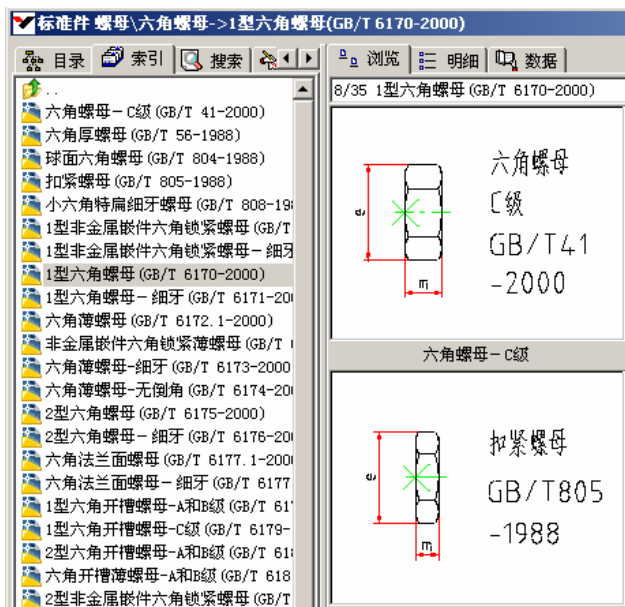 标准件 螺母\六角螺母->1型六角螺母(GB/T 6170-2000)
目录 索引 搜索
浏览 明细 数据
..
六角螺母-C级(GB/T 41-2000)
六角厚螺母(GB/T 56-1988)
球面六角螺母(GB/T 804-1988)
扣紧螺母(GB/T 805-1988)
小六角特扁细牙螺母(GB/T 808-19
1型非金属嵌件六角锁紧螺母(GB/T
1型非金属嵌件六角锁紧螺母-细牙
1型六角螺母(GB/T 6170-2000)
1型六角螺母-细牙(GB/T 6171-20
六角薄螺母(GB/T 6172.1-2000)
非金属嵌件六角锁紧薄螺母(GB/T
六角薄螺母-细牙(GB/T 6173-2000
六角薄螺母-无倒角(GB/T 6174-20
2型六角螺母(GB/T 6175-2000)
2型六角螺母-细牙(GB/T 6176-20
六角法兰面螺母(GB/T 6177.1-200
六角法兰面螺母-细牙(GB/T 6177
1型六角开槽螺母-A和B级(GB/T 61
1型六角开槽螺母-C级(GB/T 6179-
2型六角开槽螺母-A和B级(GB/T 61
六角开槽薄螺母-A和B级(GB/T 618
2型非金属嵌件六角锁紧螺母(GB/T
8/35 1型六角螺母(GB/T 6170-2000)
六角螺母
C级
GB/T41
-2000
e
m
六角螺母-C级
扣紧螺母
GB/T805
-1988
e
m